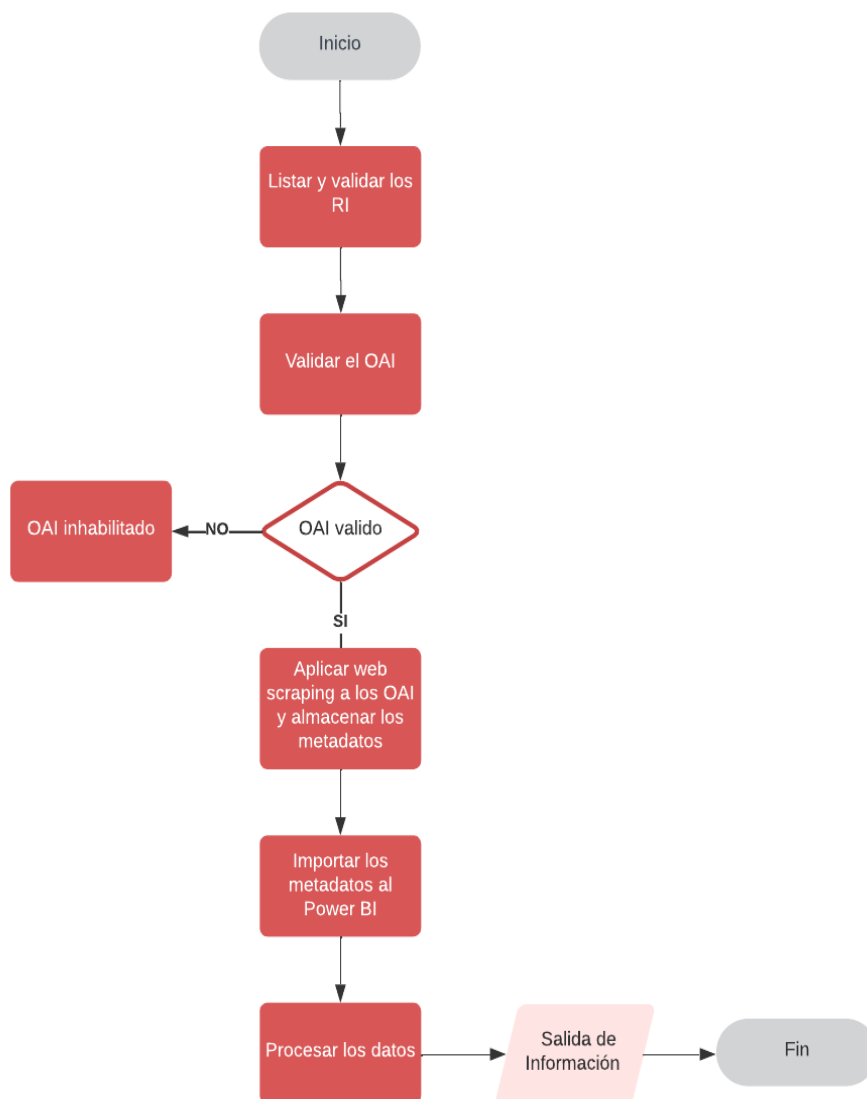 Inicio
Listar y validar los
RI
Validar el OAI
OAI valido
NO
OAI inhabilitado
SI
Aplicar web
scraping a los OAI
y almacenar los
metadatos
Importar los
metadatos al
Power BI
Procesar los datos
Salida de
Información
Fin